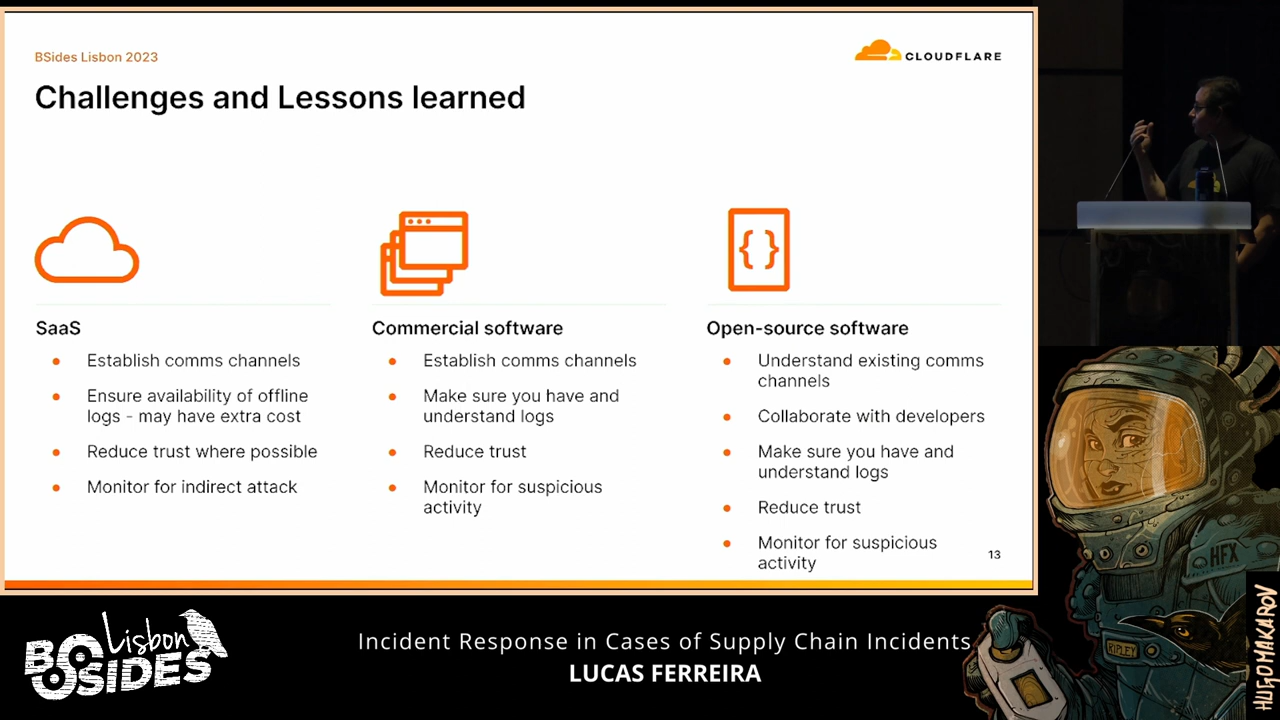 BSides Lisbon 2023
CLOUDFLARE
Challenges and Lessons learned
SaaS
Establish comms channels
Ensure availability of offline
logs - may have extra cost
Reduce trust where possible
Monitor for indirect attack
Commercial software
Establish comms channels
Make sure you have and
understand logs
Reduce trust
Monitor for suspicious
activity
Open-source software
Understand existing comms
channels
Collaborate with developers
Make sure you have and
understand logs
Reduce trust
Monitor for suspicious
activity
13
HFX
RIPLEY
HUGOMAKAROV
Lisbon
BSIDES
Incident Response in Cases of Supply Chain Incidents
LUCAS FERREIRA